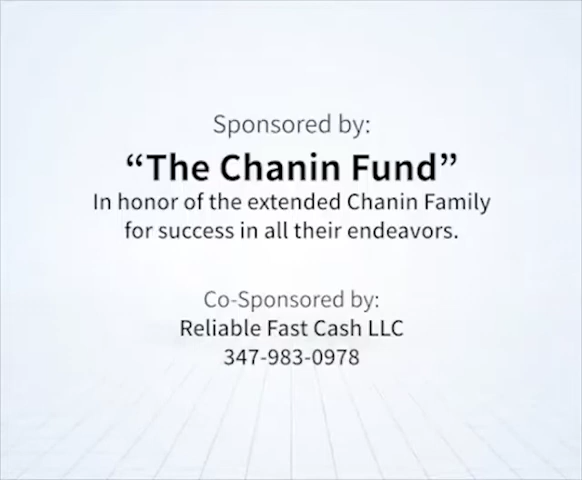 Sponsored by:
“The Chanin Fund”
In honor of the extended Chanin Family
for success in all their endeavors.
Co-Sponsored by:
Reliable Fast Cash LLC
347-983-0978